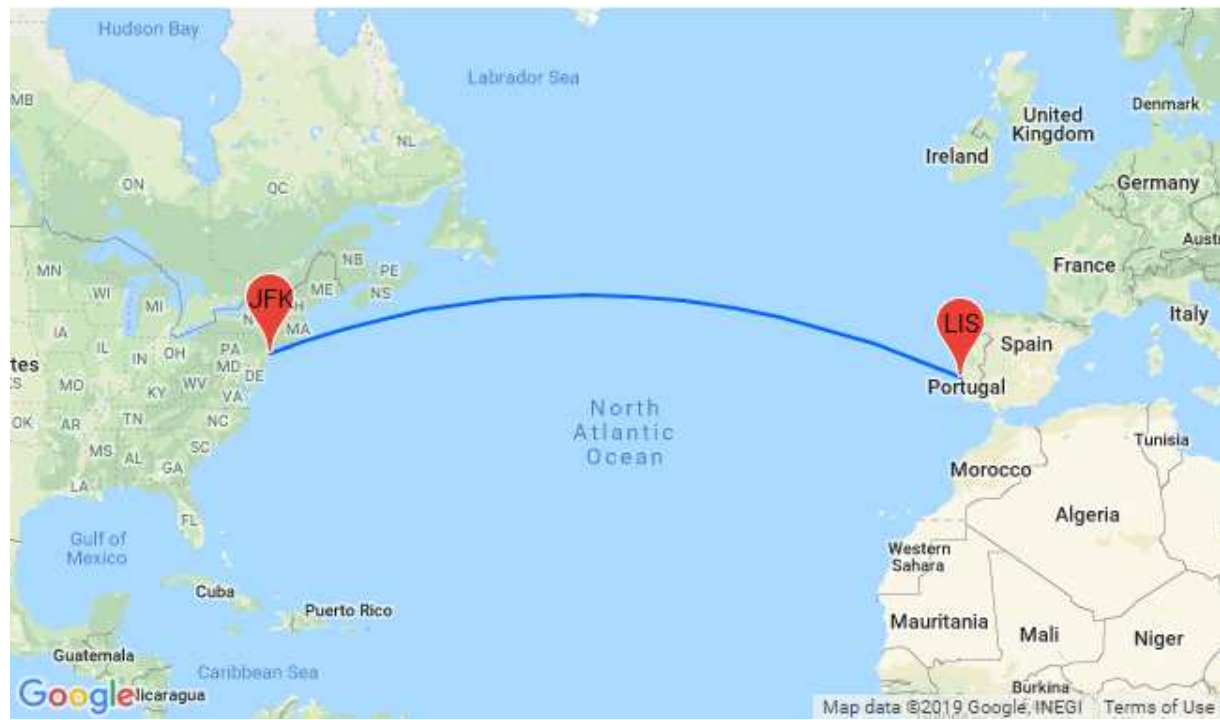 Hudson Bay
Labrador Sea
MB
United
Kingdom
Denmark
NL
Ireland
ON
QC
Germany
NB
PE
France
MN
ME
NS
WI
MI
Italy
JFK
MA
LIS
IA
PA
Spain
IL
IN
OH
MD
MO
WV
DE
Portugal
KY
VA
North
Atlantic
Ocean
OK
AR
TN
NC
Tunisia
MS
AL
SC
GA
Morocco
LA
FL
Algeria
Gulf of
Mexico
Western
Sahara
Cuba
Puerto Rico
Mauritania
Mali
Niger
Guatemala
Caribbean Sea
Burkina
Google
Map data ©2019 Google, INEGI
Terms of Use